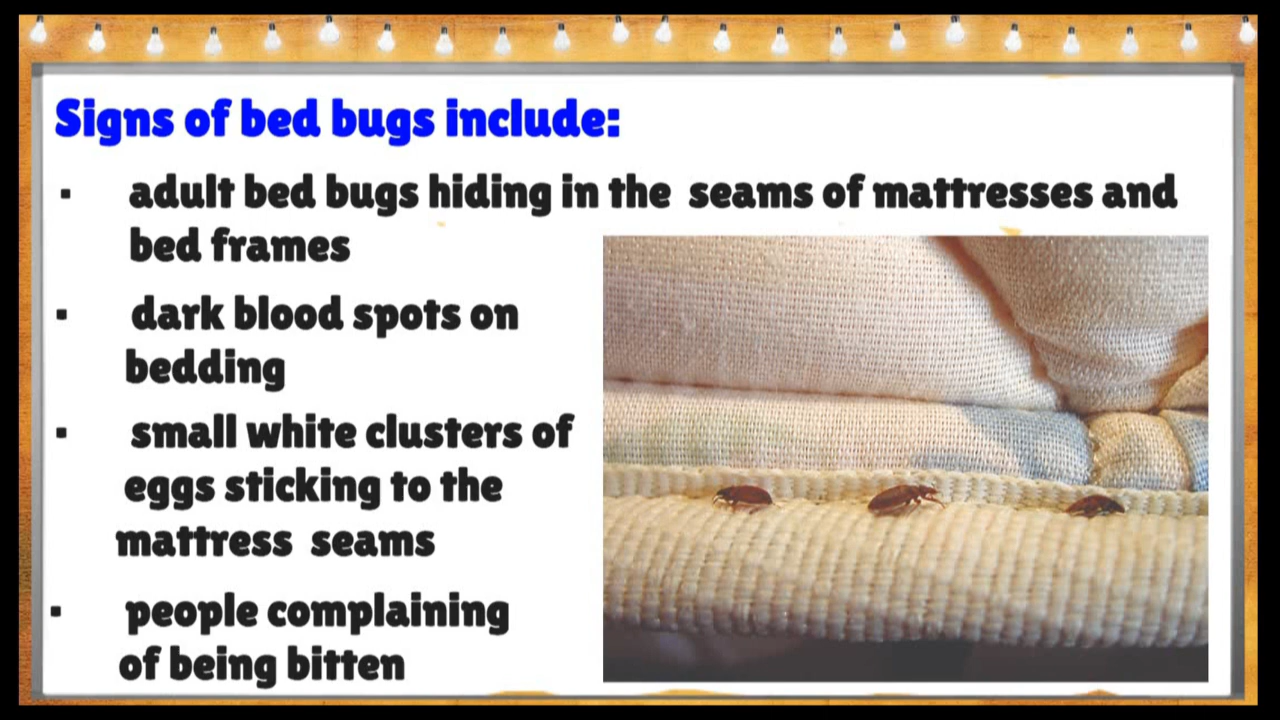 Signs of bed bugs include:
▪ adult bed bugs hiding in the seams of mattresses and
bed frames
▪ dark blood spots on
bedding
▪ small white clusters of
eggs sticking to the
mattress seams
▪ people complaining
of being bitten